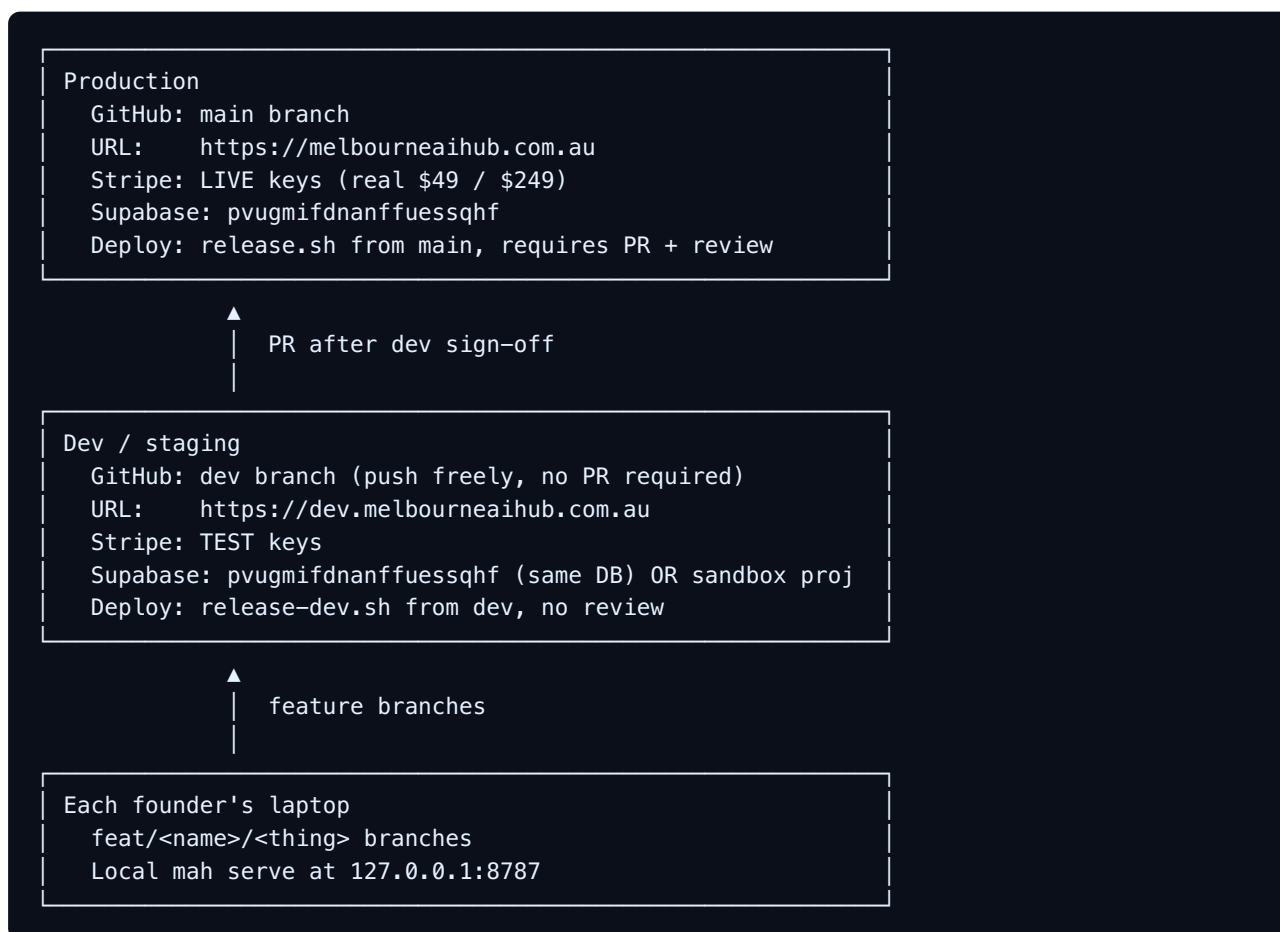 Production
GitHub: main branch
URL:    https://melbourneaihub.com.au
Stripe: LIVE keys (real $49 / $249)
Supabase: pvugmifdnanffuessqhf
Deploy: release.sh from main, requires PR + review
PR after dev sign-off
Dev / staging
GitHub: dev branch (push freely, no PR required)
URL:    https://dev.melbourneaihub.com.au
Stripe: TEST keys
Supabase: pvugmifdnanffuessqhf (same DB) OR sandbox proj
Deploy: release-dev.sh from dev, no review
feature branches
Each founder's laptop
feat/<name>/<thing> branches
Local mah serve at 127.0.0.1:8787